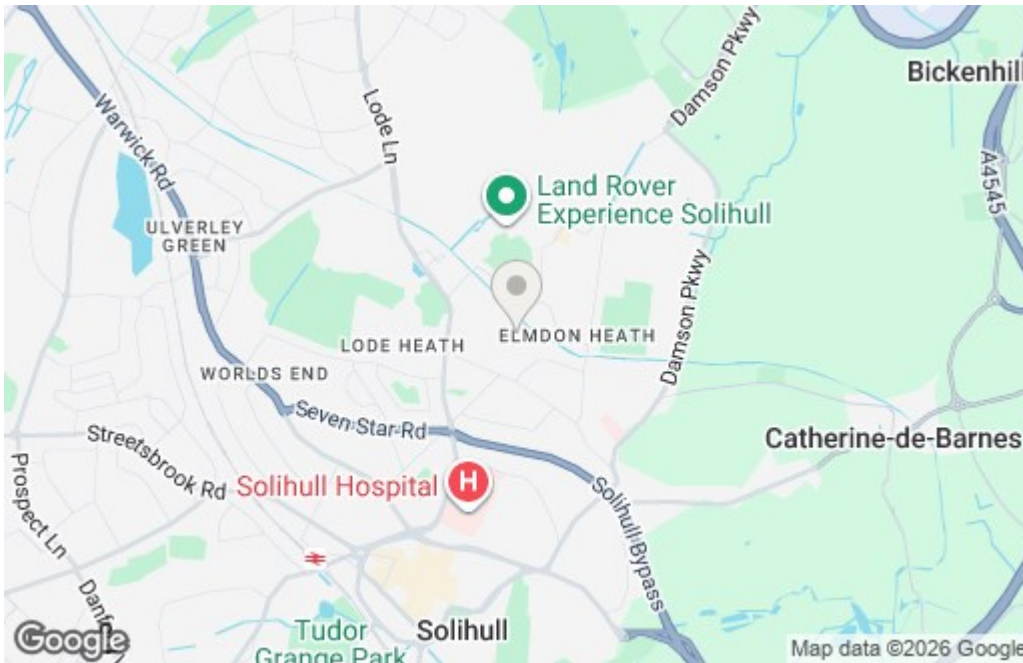 Damson Pkwy
Bickenhill
Lode Ln
Warwick Rd
A4545
Land Rover
Experience Solihull
ULVERLEY
GREEN
Damson Pkwy
ELMDON HEATH
LODE HEATH
WORLDS END
Seven Star Rd
Streetsbrook Rd
Catherine-de-Barnes
Prospect Ln
Solihull Hospital
H
Solihull Bypass
Tudor
Grange Park
Solihull
Google
Map data ©2026 Google